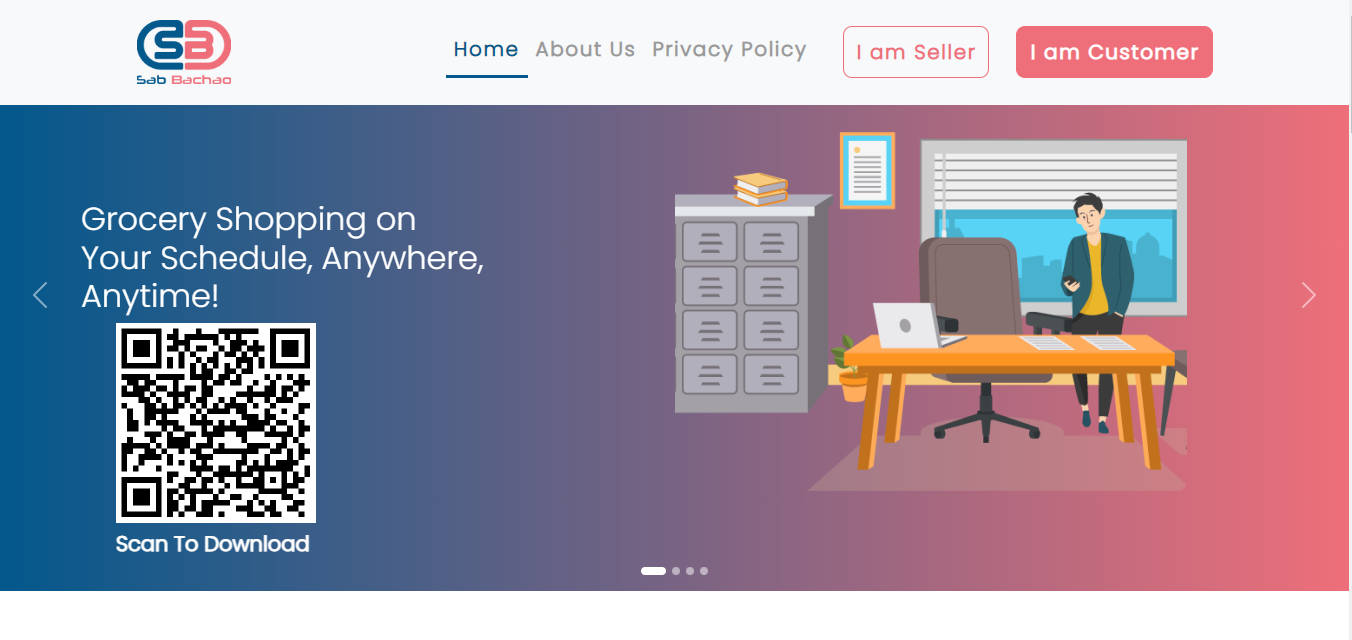 Sab Bachao
Home About Us Privacy Policy I am Seller I am Customer
Grocery Shopping on
Your Schedule, Anywhere,
Anytime!
Scan To Download